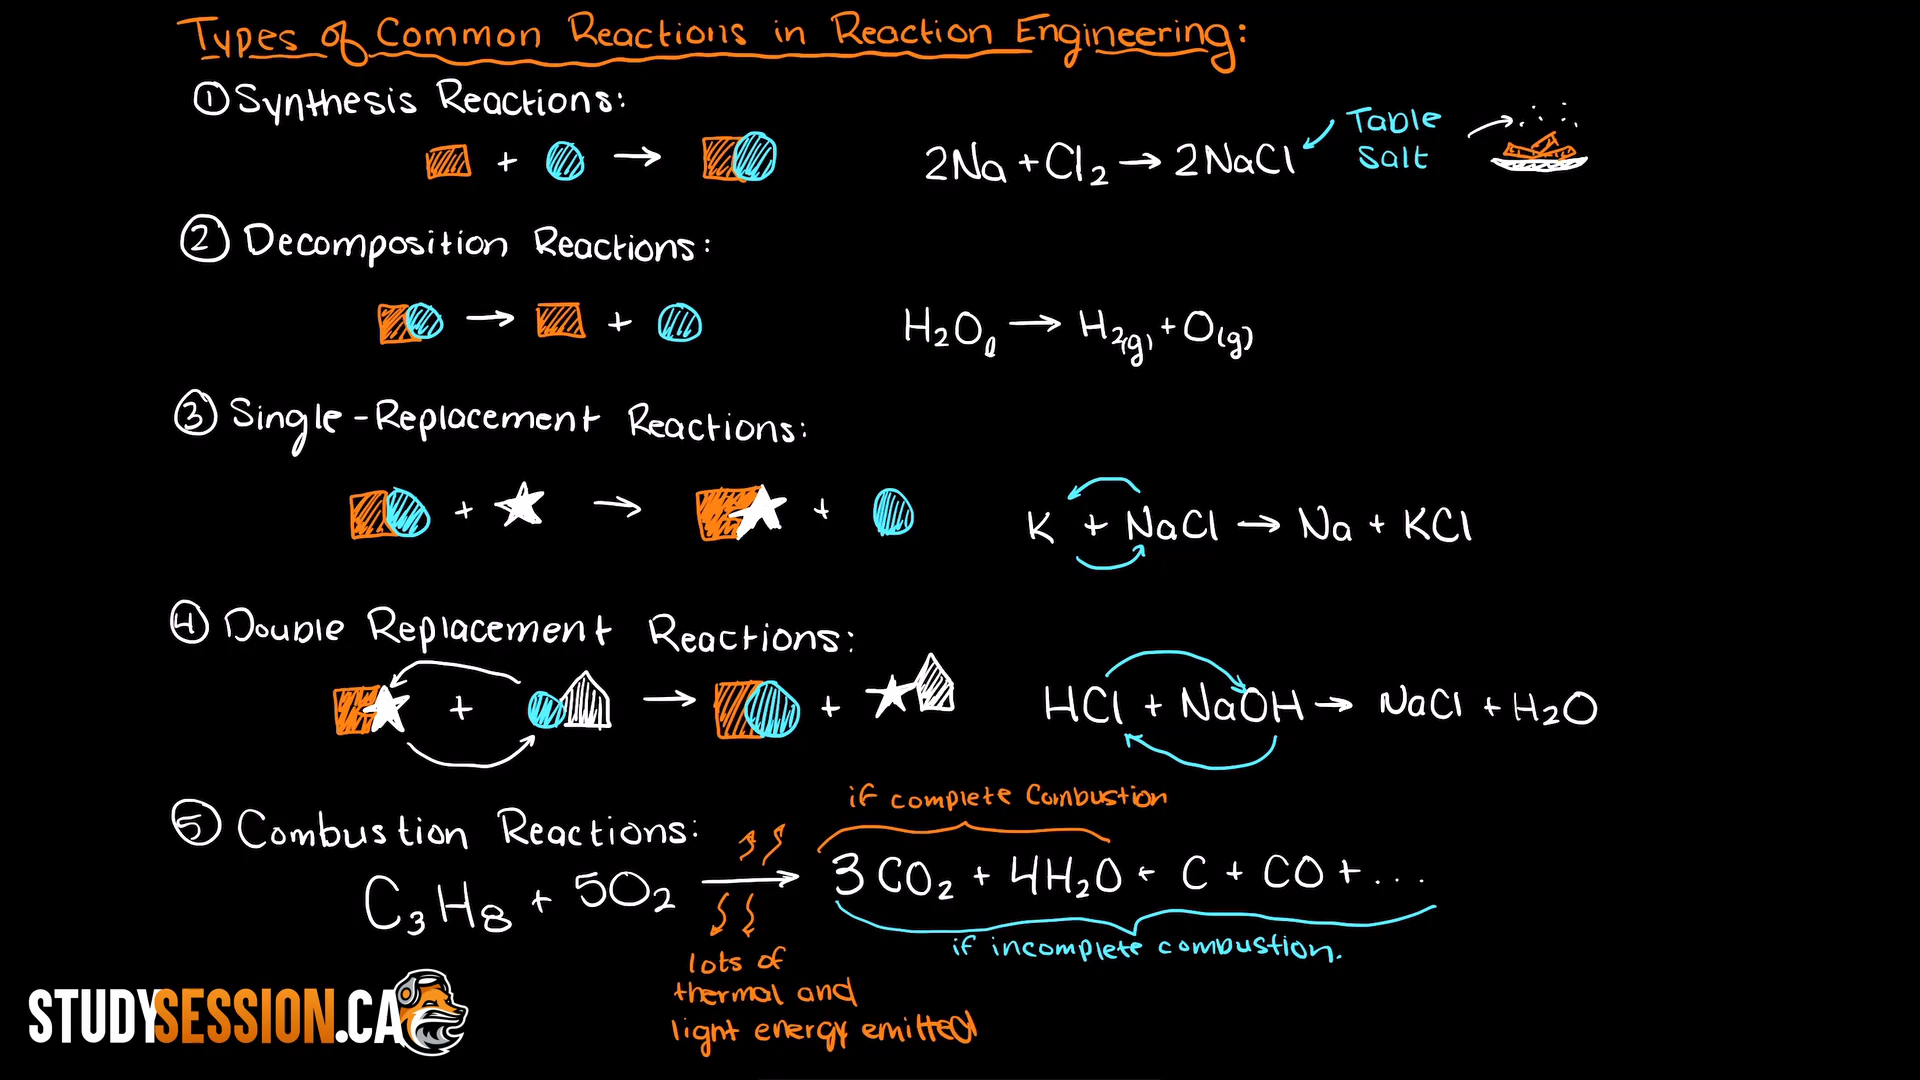 Types of Common Reactions in Reaction Engineering:
① Synthesis Reactions:
+ → 2Na + Cl₂ → 2NaCl Table Salt
② Decomposition Reactions:
→ + H₂Oₗ → H₂(g) + O(g)
③ Single-Replacement Reactions:
+ → + K + NaCl → Na + KCl
④ Double Replacement Reactions:
+ → + HCl + NaOH → NaCl + H₂O
if complete Combustion
⑤ Combustion Reactions:
C₃H₈ + 5O₂ → 3CO₂ + 4H₂O + C + CO + ...
if incomplete combustion.
lots of
thermal and
light energy emitted
STUDYSESSION.CA